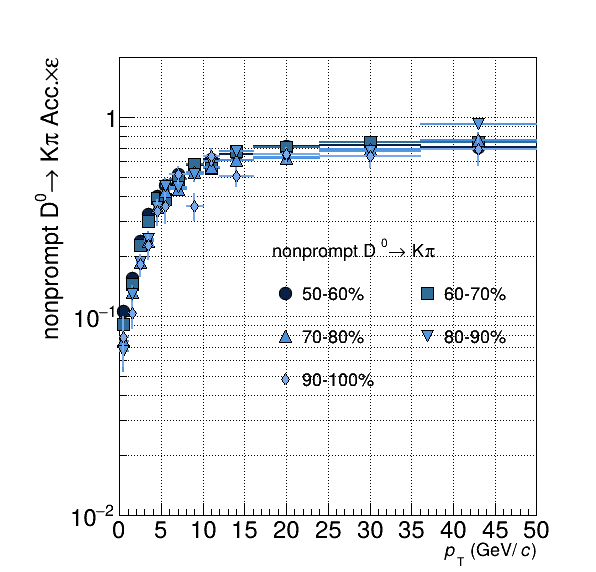 nonprompt D⁰→ Kπ Acc.×ε
1
10⁻¹
10⁻²
nonprompt D ⁰→ Kπ
50-60% 60-70%
70-80% 80-90%
90-100%
0 5 10 15 20 25 30 35 40 45 50
p_T (GeV/c)